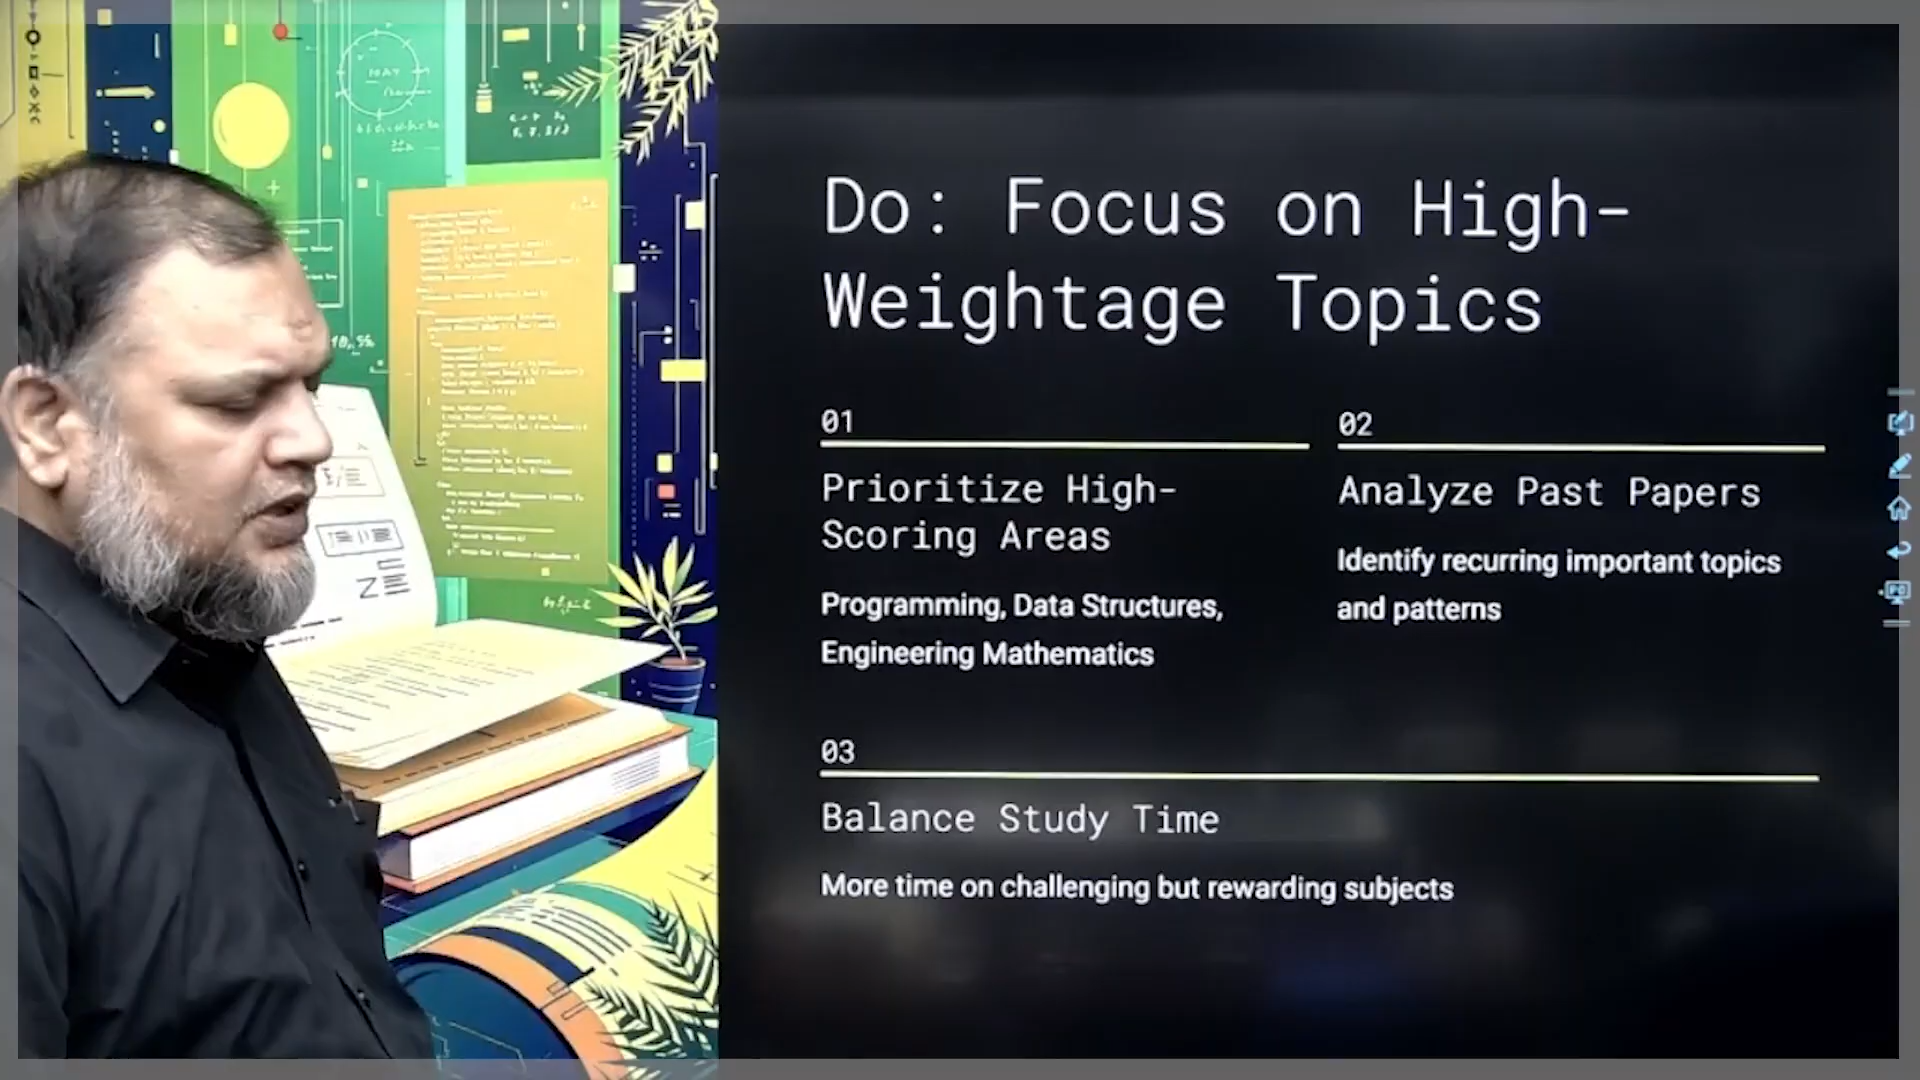 Do: Focus on High-
Weightage Topics
01
Prioritize High-
Scoring Areas
Programming, Data Structures,
Engineering Mathematics
02
Analyze Past Papers
Identify recurring important topics
and patterns
03
Balance Study Time
More time on challenging but rewarding subjects